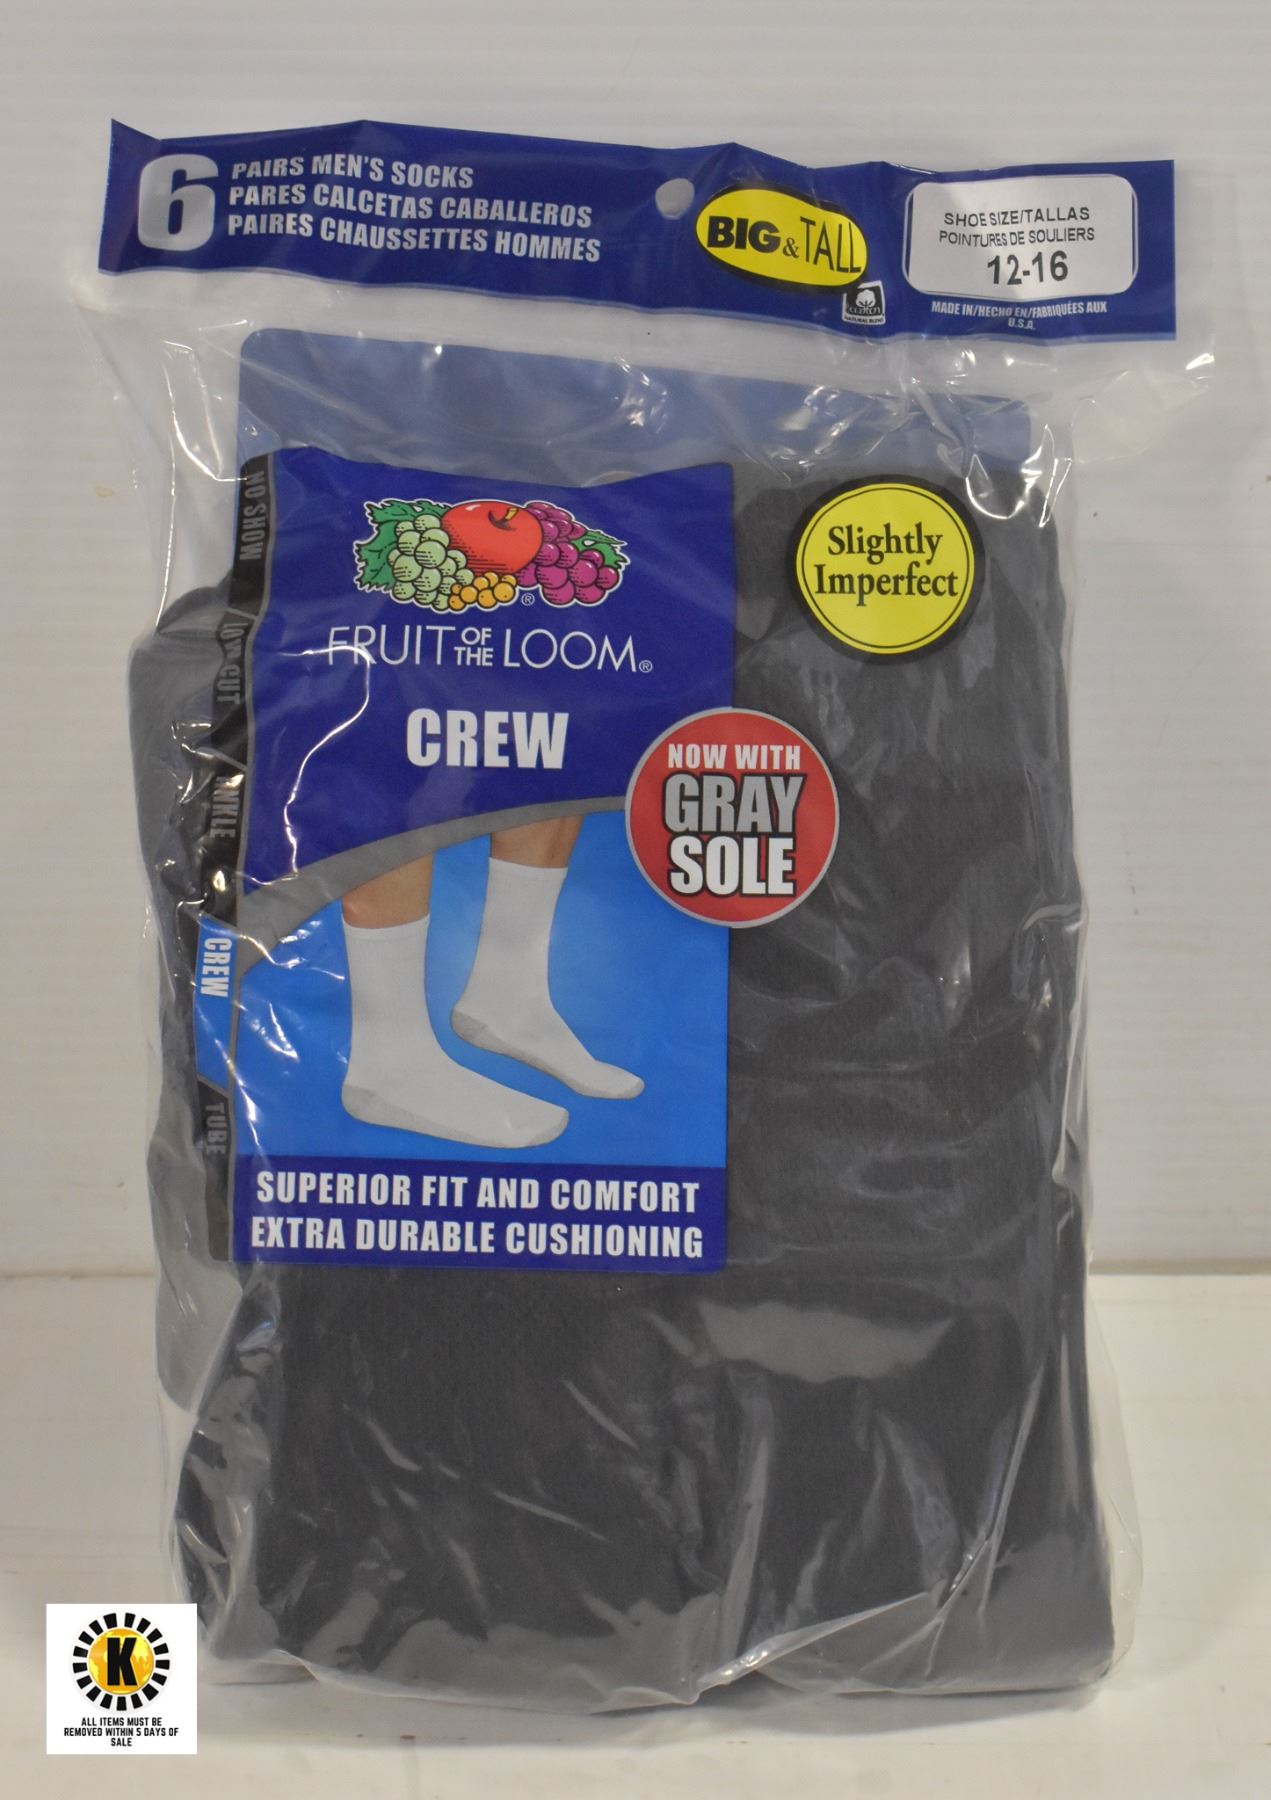 6
PAIRS MEN'S SOCKS
PARES CALCETAS CABALLEROS
PAIRES CHAUSSETTES HOMMES
BIG & TALL
COTTON
NATURAL BLEND
SHOE SIZE/TALLAS
POINTURES DE SOULIERS
12-16
MADE IN/HECHO EN/FABRIQUÉES AUX
U.S.A.
NO SHOW
LOW CUT
ANKLE
CREW
TUBE
FRUIT OF THE LOOM®
CREW
Slightly
Imperfect
NOW WITH
GRAY
SOLE
SUPERIOR FIT AND COMFORT
EXTRA DURABLE CUSHIONING
K
ALL ITEMS MUST BE
REMOVED WITHIN 5 DAYS OF
SALE